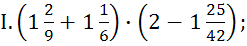 I. (1 2/9 + 1 1/6) · (2 − 1 25/42);